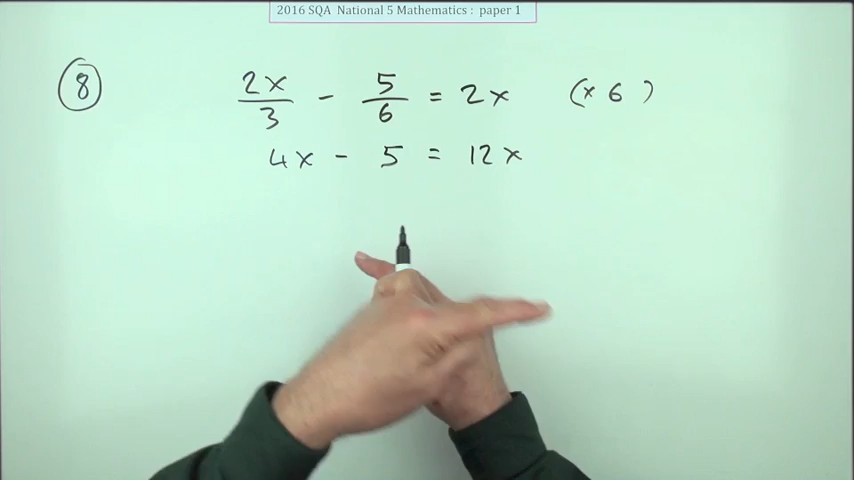 2016 SQA National 5 Mathematics : paper 1
8 2x/3 - 5/6 = 2x (× 6 )
4x - 5 = 12x